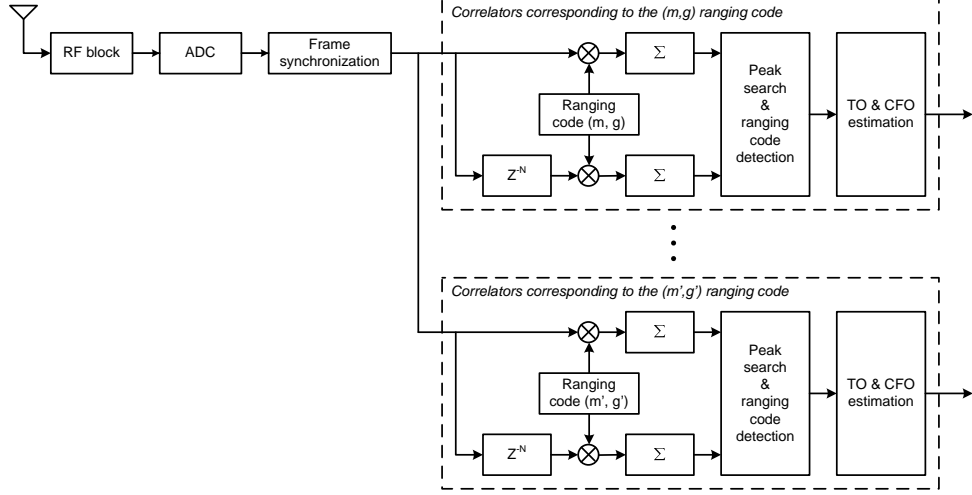 Correlators corresponding to the (m,g) ranging code
RF block
ADC
Frame
synchronization
Σ
Ranging
code (m, g)
Z-N
Σ
Peak
search
&
ranging
code
detection
TO & CFO
estimation
Correlators corresponding to the (m',g') ranging code
Σ
Ranging
code (m', g')
Z-N
Σ
Peak
search
&
ranging
code
detection
TO & CFO
estimation